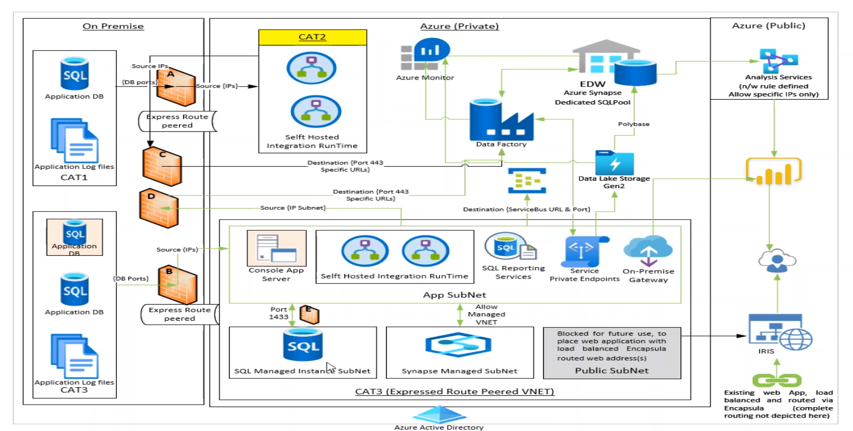 On Premise
Azure (Private)
Azure (Public)
CAT2
Source IPs
A
SQL
(DB ports)
Source (IPs)
Application DB
Azure Monitor
EDW
Azure Synapse
Dedicated SQLPool
Analysis Services
(n/w rule defined
Allow specific IPs only)
Express Route
peered
Selft Hosted
Integration RunTime
Data Factory
Polybase
Application Log files
CAT1
C
Destination (Port 443
Specific URLs)
Data Lake Storage
Gen2
D
Destination (Port 443
Specific URLs)
Source (IP Subnet)
Destination (ServiceBus URL & Port)
SQL
Application
DB
Source (IPs)
B
(DB Ports)
Console App
Server
Selft Hosted Integration RunTime
SQL
SQL Reporting
Services
Service
Private Endpoints
On-Premise
Gateway
App SubNet
SQL
Application DB
Express Route
peered
Port
1433
E
Allow
Managed
VNET
SQL
SQL Managed Instance SubNet
Synapse Managed SubNet
Blocked for future use, to
place web application with
load balanced Encapsula
routed web address(s)
Public SubNet
IRIS
Application Log files
CAT3
CAT3 (Expressed Route Peered VNET)
Existing web App, load
balanced and routed via
Encapsula (complete
routing not depicted here)
Azure Active Directory